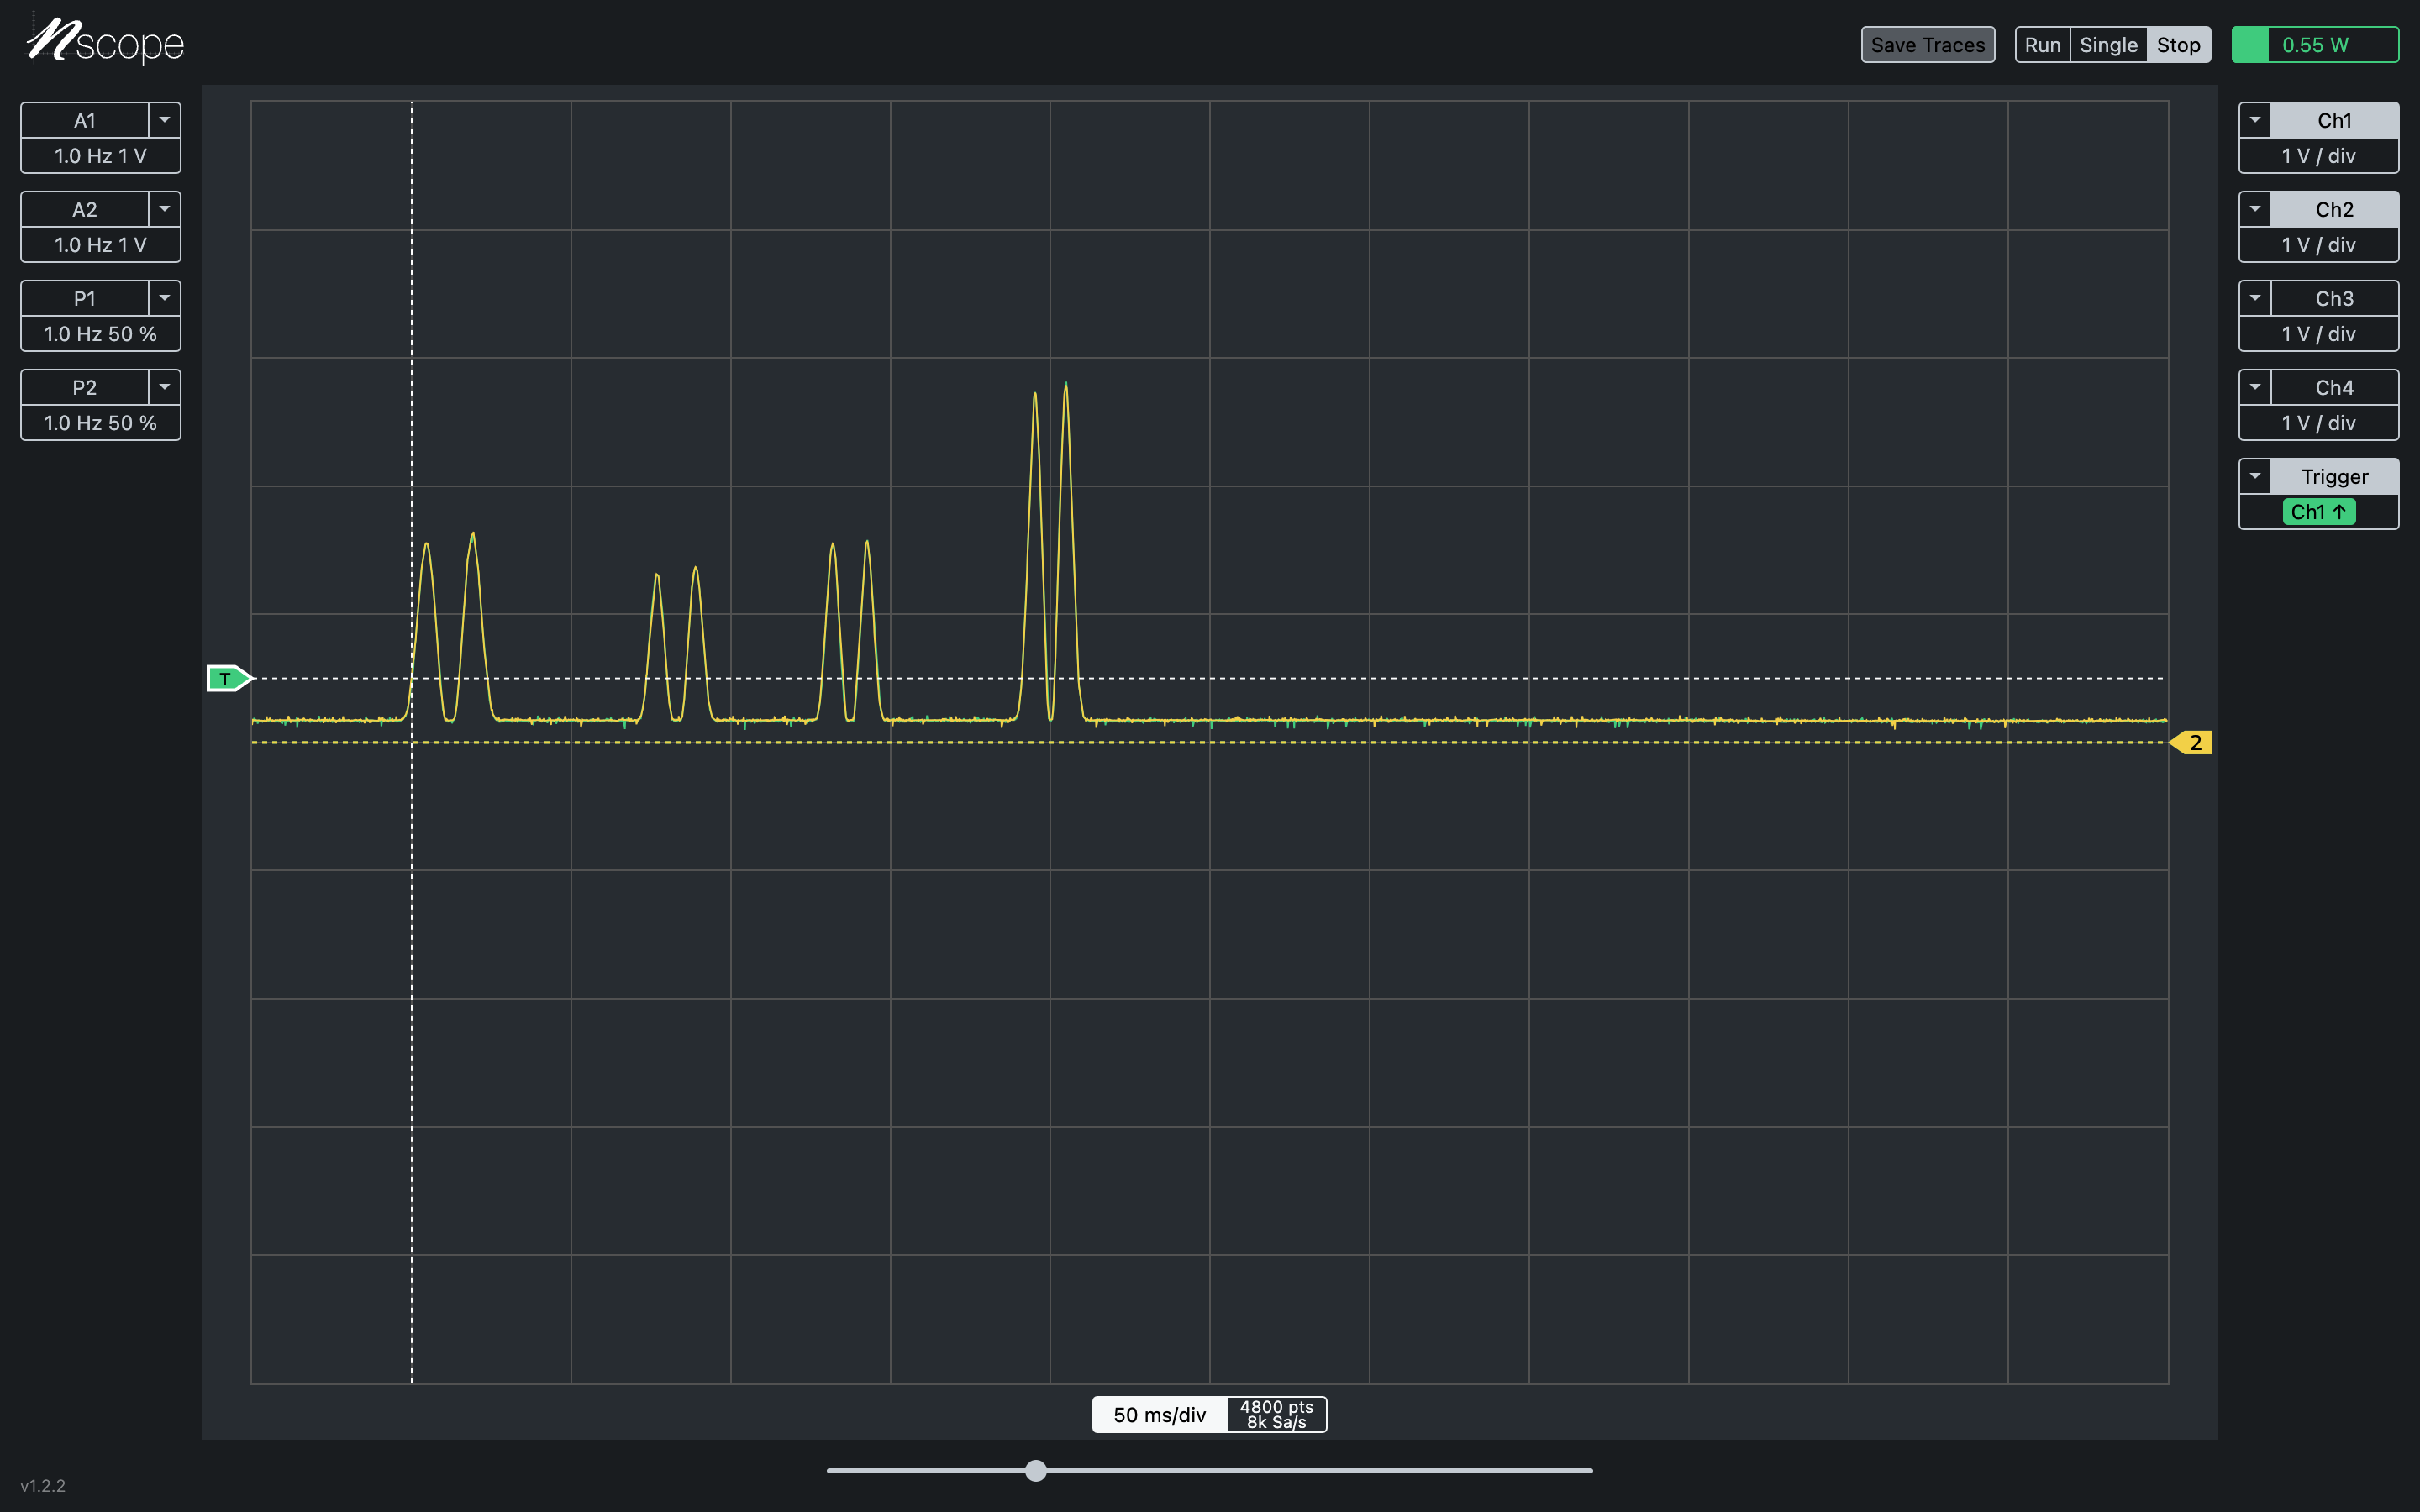 nscope
Save Traces
Run Single Stop
0.55 W
A1
1.0 Hz 1 V
A2
1.0 Hz 1 V
P1
1.0 Hz 50 %
P2
1.0 Hz 50 %
T
2
Ch1
1 V / div
Ch2
1 V / div
Ch3
1 V / div
Ch4
1 V / div
Trigger
Ch1 ↑
50 ms/div
4800 pts
8k Sa/s
v1.2.2